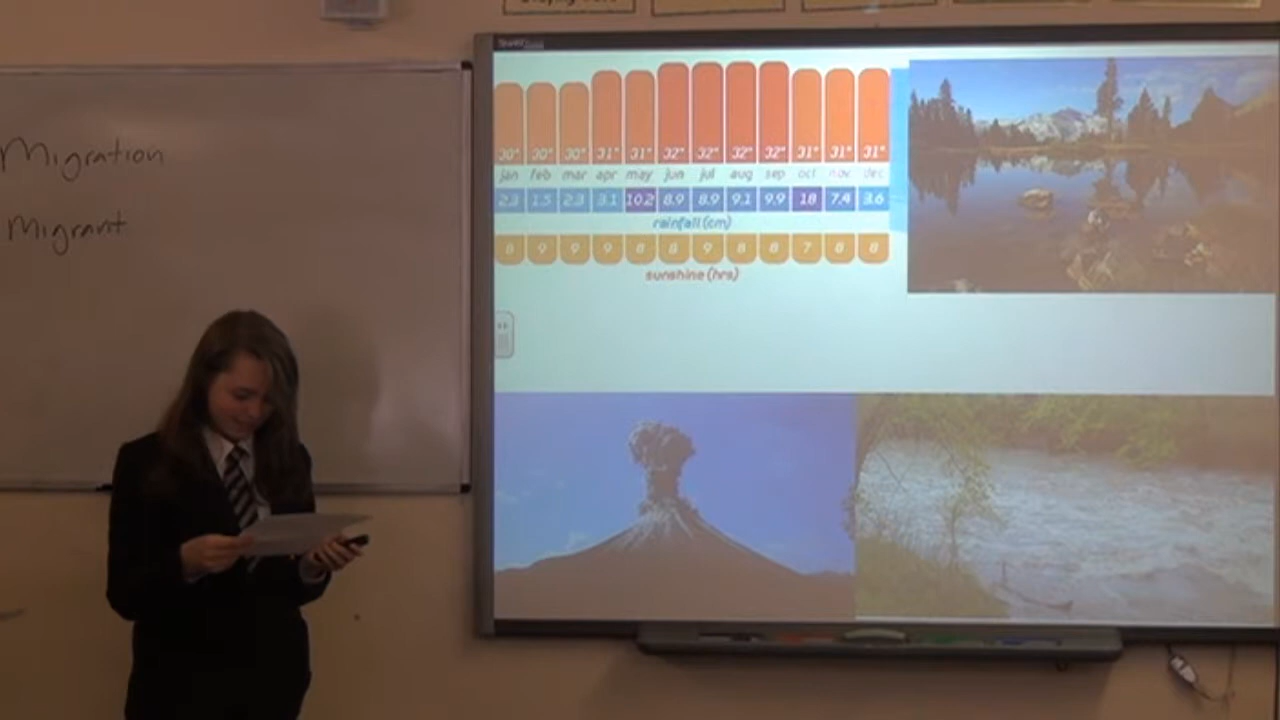 Migration
Migrant
30° 30° 30° 31° 31° 32° 32° 32° 32° 31° 31° 31°
jan feb mar apr may jun jul aug sep oct nov dec
2.3 1.5 2.3 3.1 10.2 8.9 8.9 9.1 9.9 18 7.4 3.6
rainfall (cm)
8 9 9 9 8 8 9 8 8 7 8 8
sunshine (hrs)